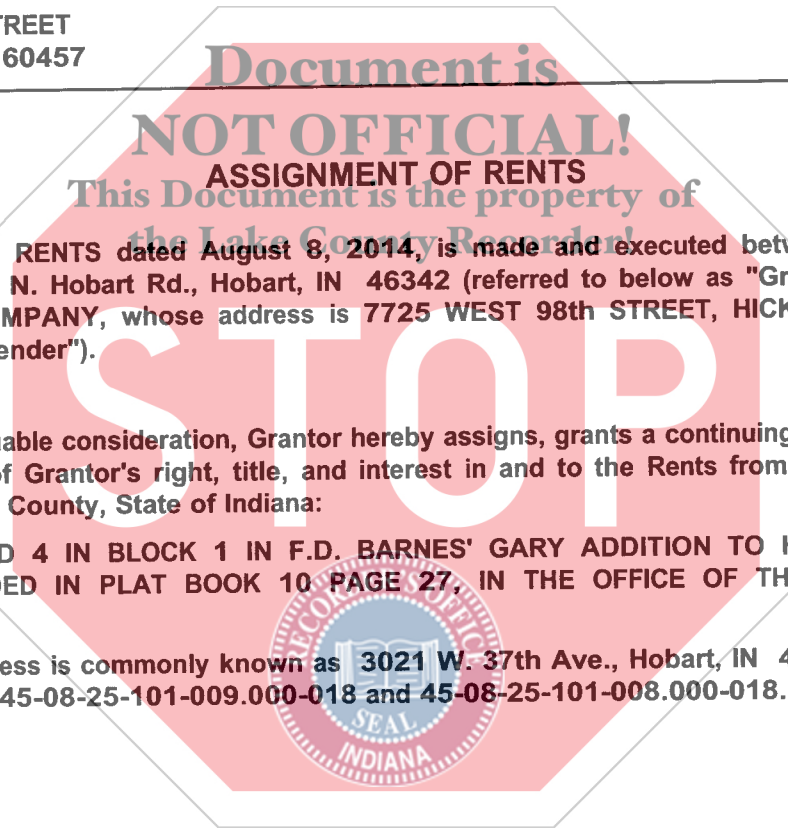 TREET
60457
Document is
NOT OFFICIAL!
ASSIGNMENT OF RENTS
This Document is the property of
the Lake County Recorder!
RENTS dated August 8, 2014, is made and executed betw
N. Hobart Rd., Hobart, IN 46342 (referred to below as "Gr
MPANY, whose address is 7725 WEST 98th STREET, HICK
ender").
STOP
uable consideration, Grantor hereby assigns, grants a continuing
of Grantor's right, title, and interest in and to the Rents from
County, State of Indiana:
D 4 IN BLOCK 1 IN F.D. BARNES' GARY ADDITION TO H
DED IN PLAT BOOK 10 PAGE 27, IN THE OFFICE OF TH
RECORDER'S OFFICE
ess is commonly known as 3021 W. 37th Ave., Hobart, IN 4
45-08-25-101-009.000-018 and 45-08-25-101-008.000-018.
SEAL
INDIANA